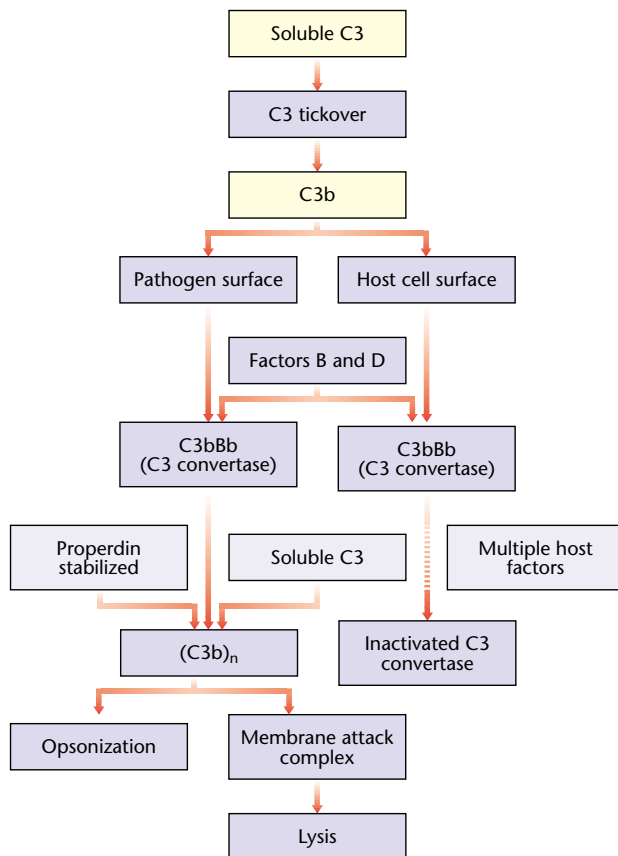 Soluble C3
C3 tickover
C3b
Pathogen surface
Host cell surface
Factors B and D
C3bBb
(C3 convertase)
C3bBb
(C3 convertase)
Properdin
stabilized
Soluble C3
Multiple host
factors
(C3b)n
Inactivated C3
convertase
Opsonization
Membrane attack
complex
Lysis